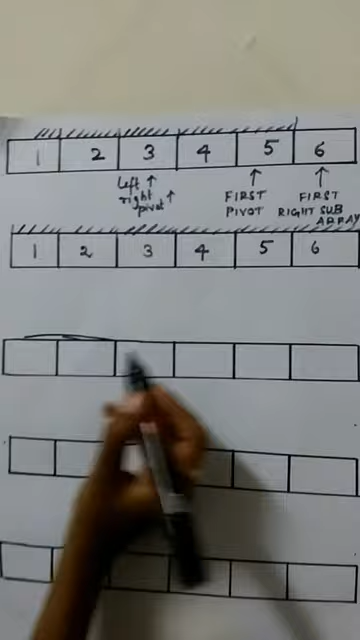 1 2 3 4 5 6
Left
right
pivot
FIRST PIVOT
FIRST RIGHT SUB ARRAY
1 2 3 4 5 6